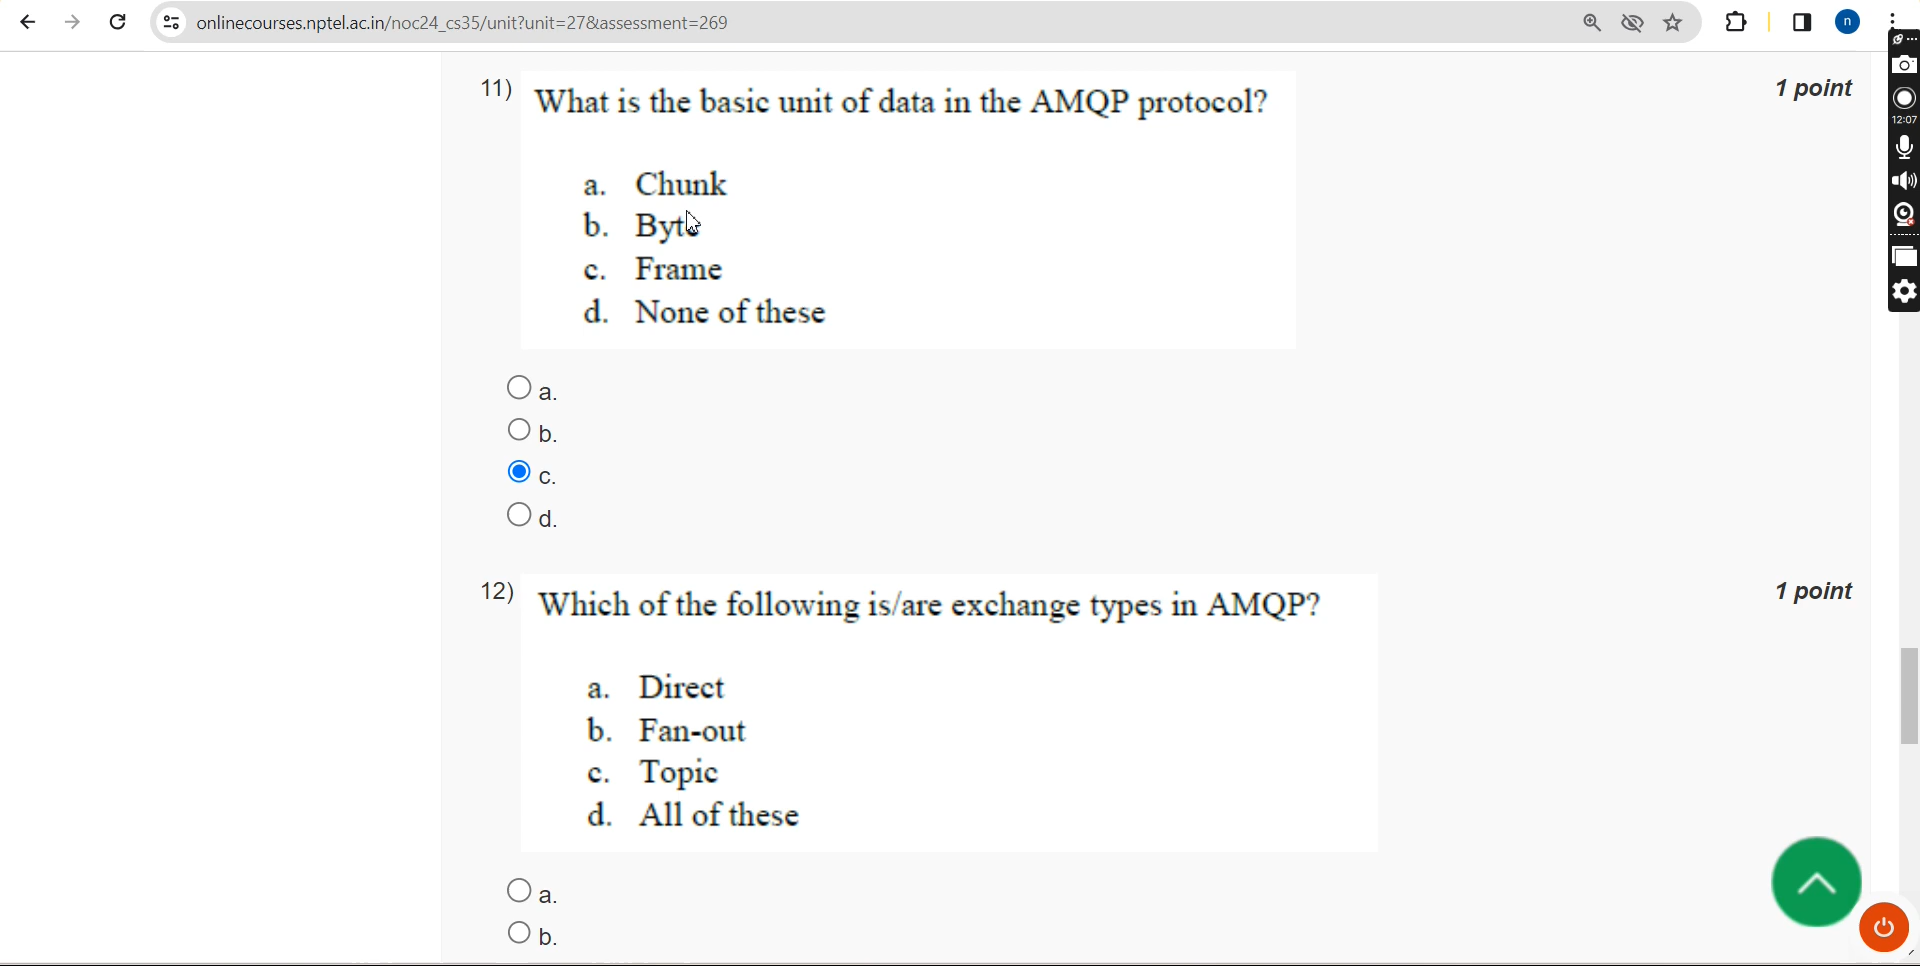 onlinecourses.nptel.ac.in/noc24_cs35/unit?unit=27&assessment=269
n
12:07
11) What is the basic unit of data in the AMQP protocol? 1 point
a. Chunk
b. Byte
c. Frame
d. None of these
a.
b.
c.
d.
12) Which of the following is/are exchange types in AMQP? 1 point
a. Direct
b. Fan-out
c. Topic
d. All of these
a.
b.